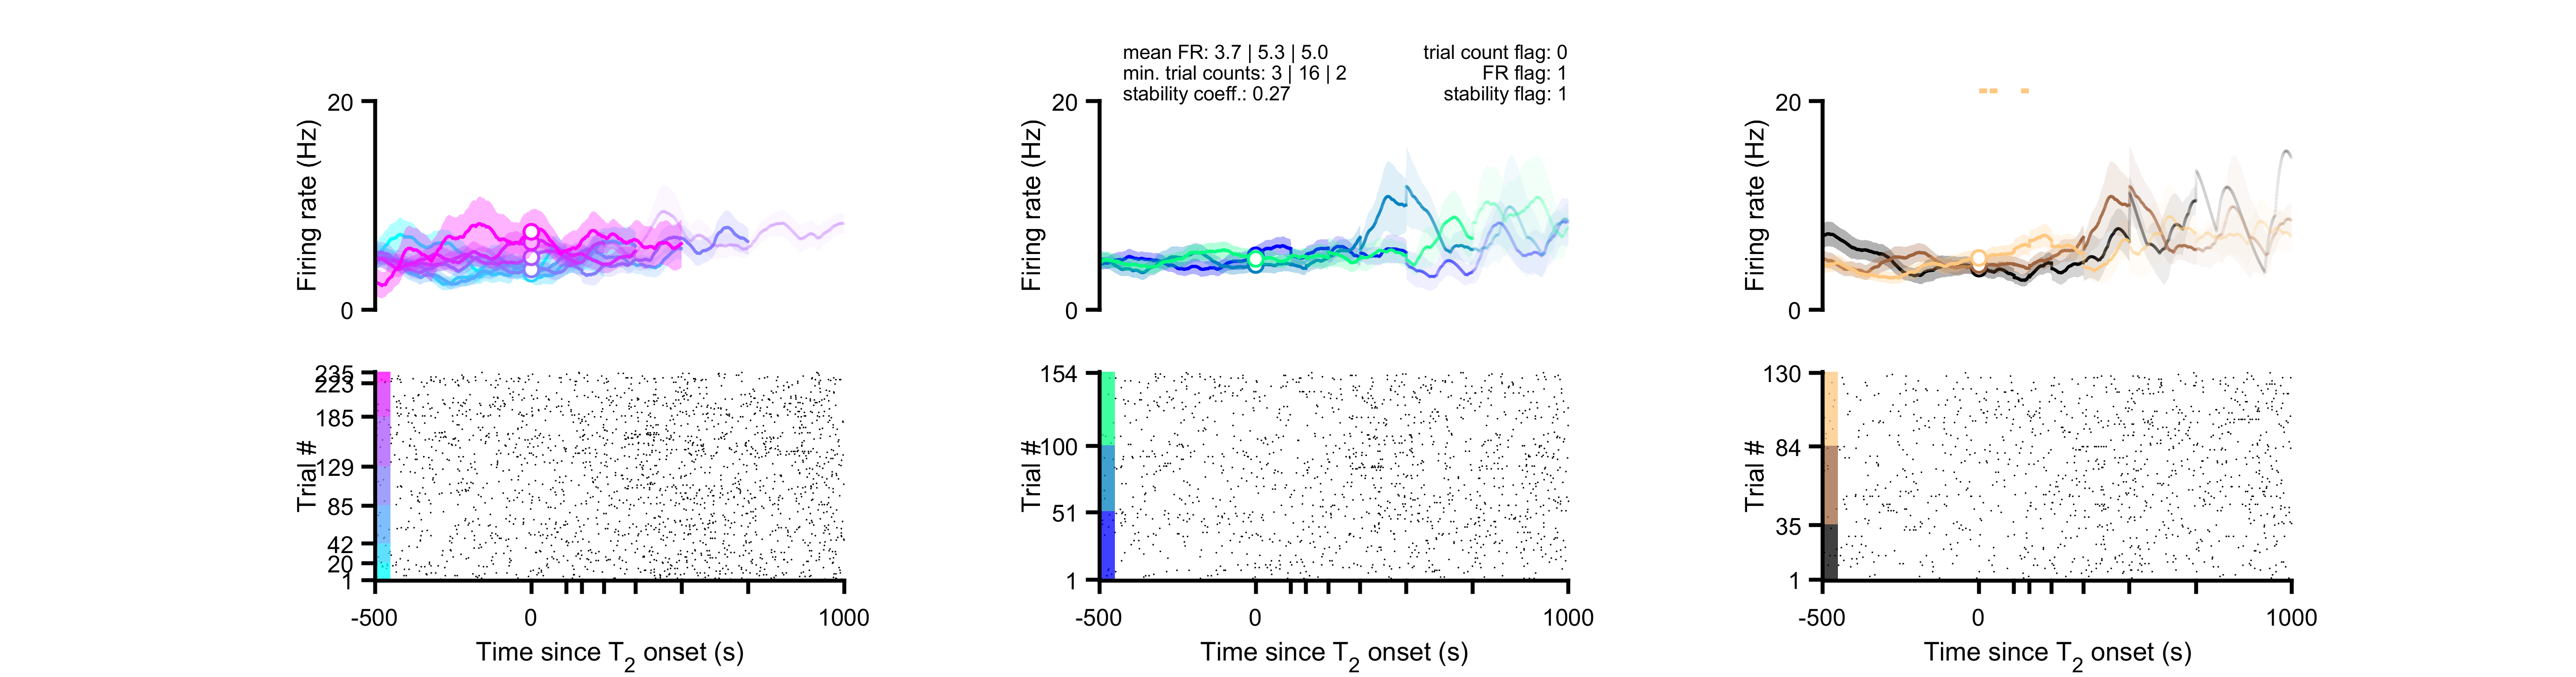 mean FR: 3.7 | 5.3 | 5.0
min. trial counts: 3 | 16 | 2
stability coeff.: 0.27
trial count flag: 0
FR flag: 1
stability flag: 1
20
Firing rate (Hz)
0
20
Firing rate (Hz)
0
20
Firing rate (Hz)
0
235
223
185
129
85
42
20
1
Trial #
-500
0
1000
Time since T2 onset (s)
154
100
51
1
Trial #
-500
0
1000
Time since T2 onset (s)
130
84
35
1
Trial #
-500
0
1000
Time since T2 onset (s)